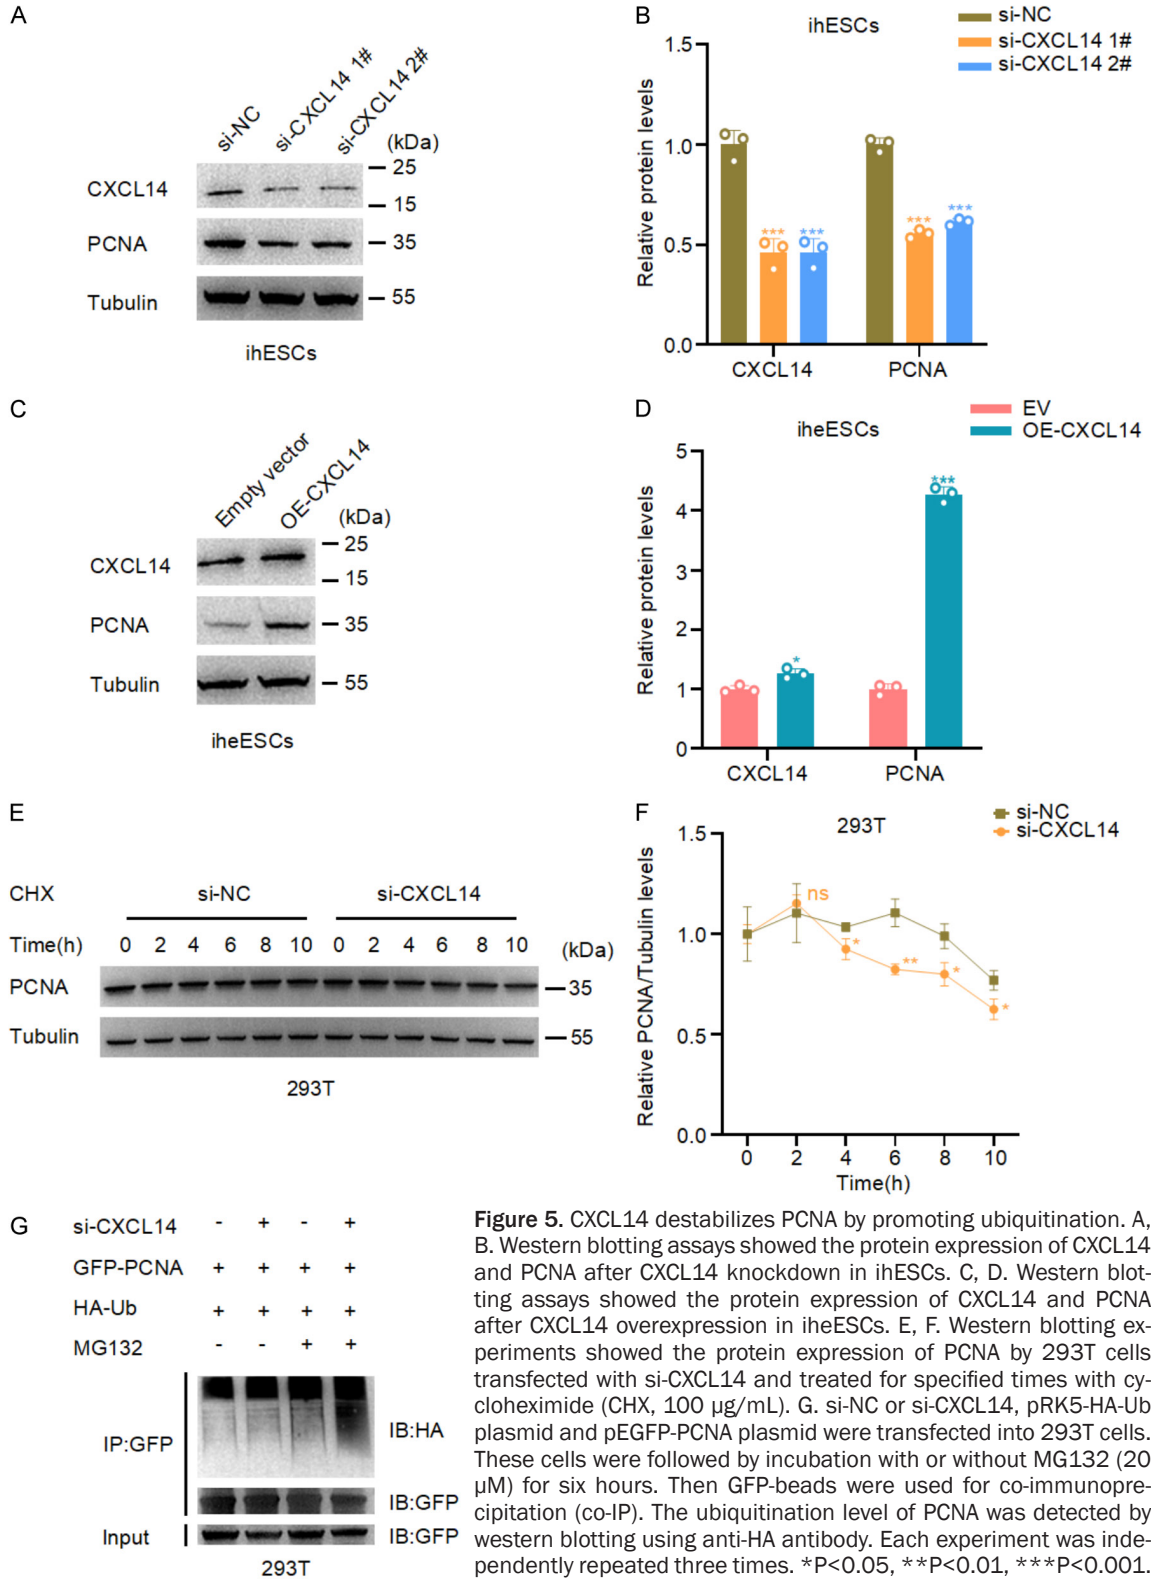 A
si-NC
si-CXCL14 1#
si-CXCL14 2#
(kDa)
CXCL14
25
15
PCNA
35
Tubulin
55
ihESCs
B
ihESCs
si-NC
si-CXCL14 1#
si-CXCL14 2#
Relative protein levels
1.5
1.0
0.5
0.0
***
***
***
***
CXCL14
PCNA
C
Empty vector
OE-CXCL14
(kDa)
CXCL14
25
15
PCNA
35
Tubulin
55
iheESCs
D
iheESCs
EV
OE-CXCL14
Relative protein levels
5
4
3
2
1
0
*
***
CXCL14
PCNA
E
CHX
si-NC
si-CXCL14
Time(h) 0 2 4 6 8 10 0 2 4 6 8 10 (kDa)
PCNA
35
Tubulin
55
293T
F
293T
si-NC
si-CXCL14
Relative PCNA/Tubulin levels
1.5
1.0
0.5
0.0
ns
*
**
*
*
0 2 4 6 8 10
Time(h)
G
si-CXCL14 - + - +
GFP-PCNA + + + +
HA-Ub + + + +
MG132 - - + +
IP:GFP
IB:HA
IB:GFP
Input
IB:GFP
293T
Figure 5. CXCL14 destabilizes PCNA by promoting ubiquitination. A,
B. Western blotting assays showed the protein expression of CXCL14
and PCNA after CXCL14 knockdown in ihESCs. C, D. Western blot-
ting assays showed the protein expression of CXCL14 and PCNA
after CXCL14 overexpression in iheESCs. E, F. Western blotting ex-
periments showed the protein expression of PCNA by 293T cells
transfected with si-CXCL14 and treated for specified times with cy-
cloheximide (CHX, 100 µg/mL). G. si-NC or si-CXCL14, pRK5-HA-Ub
plasmid and pEGFP-PCNA plasmid were transfected into 293T cells.
These cells were followed by incubation with or without MG132 (20
µM) for six hours. Then GFP-beads were used for co-immunopre-
cipitation (co-IP). The ubiquitination level of PCNA was detected by
western blotting using anti-HA antibody. Each experiment was inde-
pendently repeated three times. *P<0.05, **P<0.01, ***P<0.001.